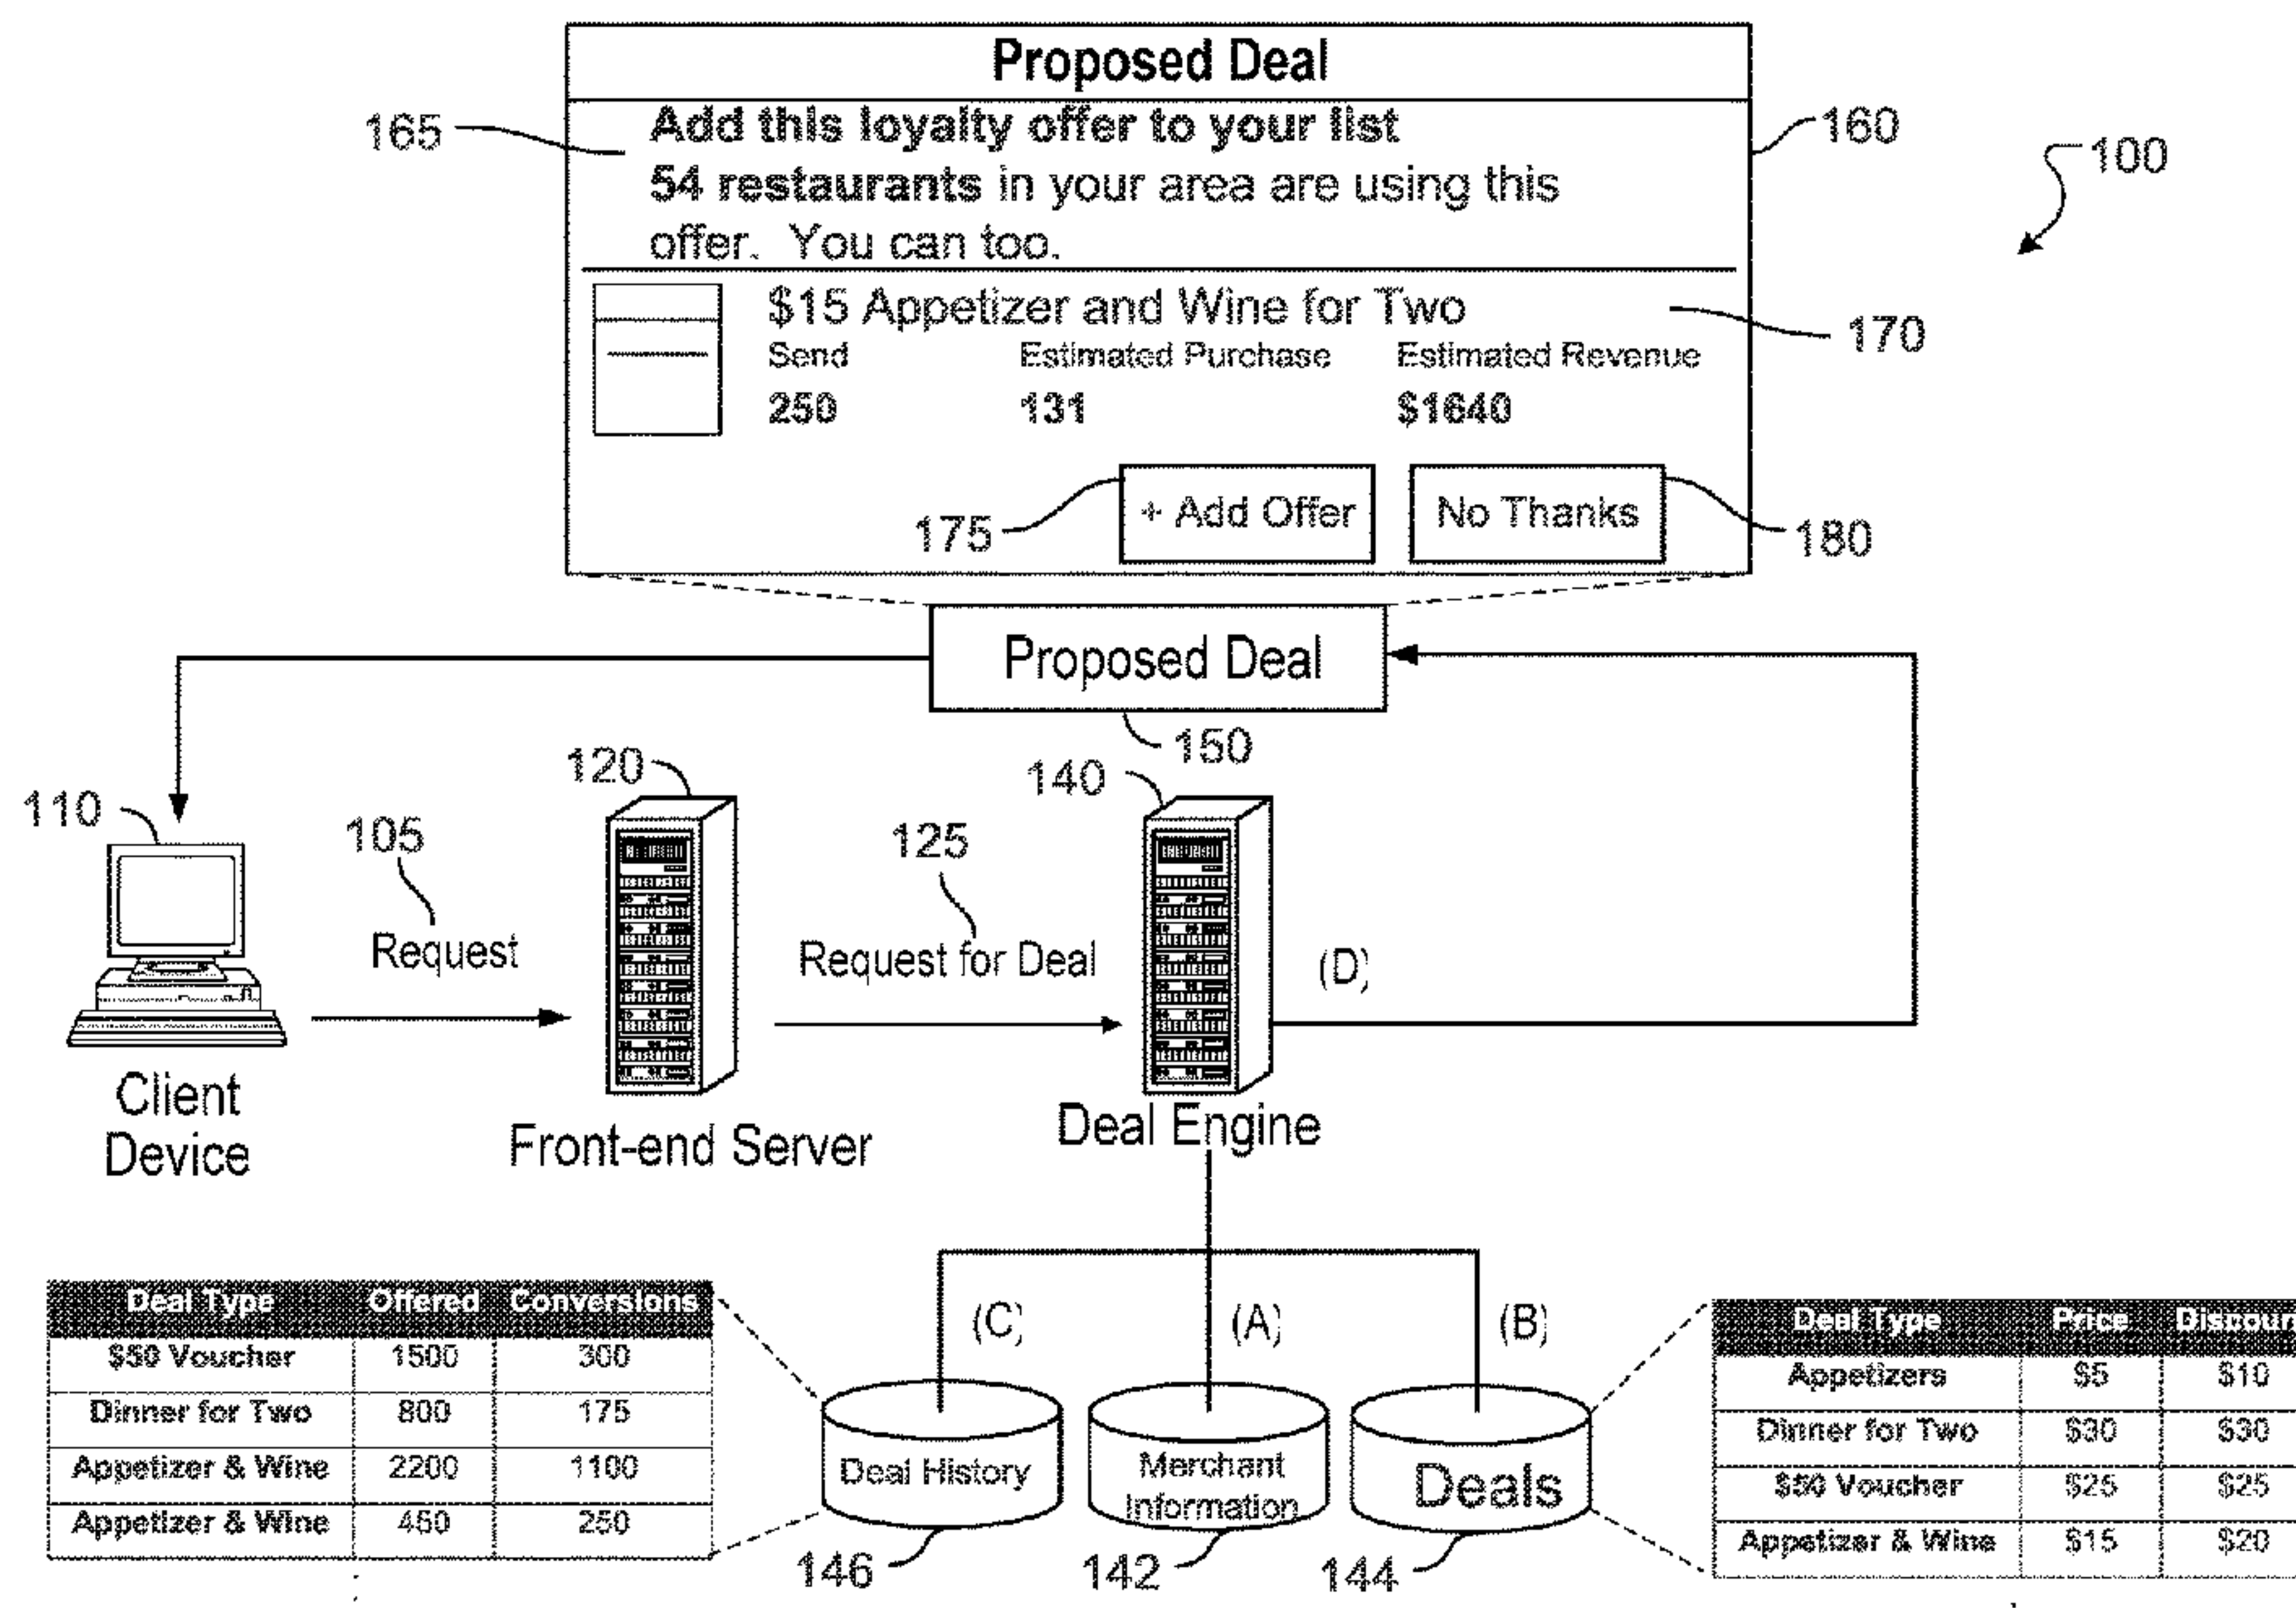 Proposed Deal
165
Add this loyalty offer to your list
160
100
54 restaurants in your area are using this
offer. You can too.
$15 Appetizer and Wine for Two
170
Send Estimated Purchase Estimated Revenue
250 131 $1640
175
+ Add Offer
No Thanks
180
Proposed Deal
150
110
105
120
125
140
Request
Request for Deal
(D)
Client
Device
Front-end Server
Deal Engine
(C)
(A)
(B)
Deal Type Offered Conversions
$50 Voucher 1500 300
Dinner for Two 800 175
Appetizer & Wine 2200 1100
Appetizer & Wine 450 250
Deal History
146
Merchant
Information
142
Deals
144
Deal Type Price Discoun
Appetizers $5 $10
Dinner for Two $30 $30
$50 Voucher $25 $25
Appetizer & Wine $15 $20